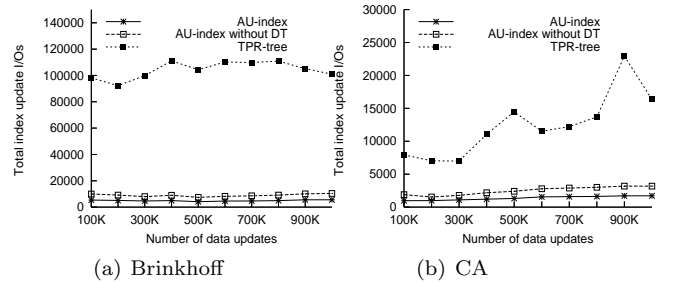 AU-index
AU-index without DT
TPR-tree
Total index update I/Os
140000
120000
100000
80000
60000
40000
20000
0
100K 300K 500K 700K 900K
Number of data updates
(a) Brinkhoff
AU-index
AU-index without DT
TPR-tree
Total index update I/Os
30000
25000
20000
15000
10000
5000
0
100K 300K 500K 700K 900K
Number of data updates
(b) CA